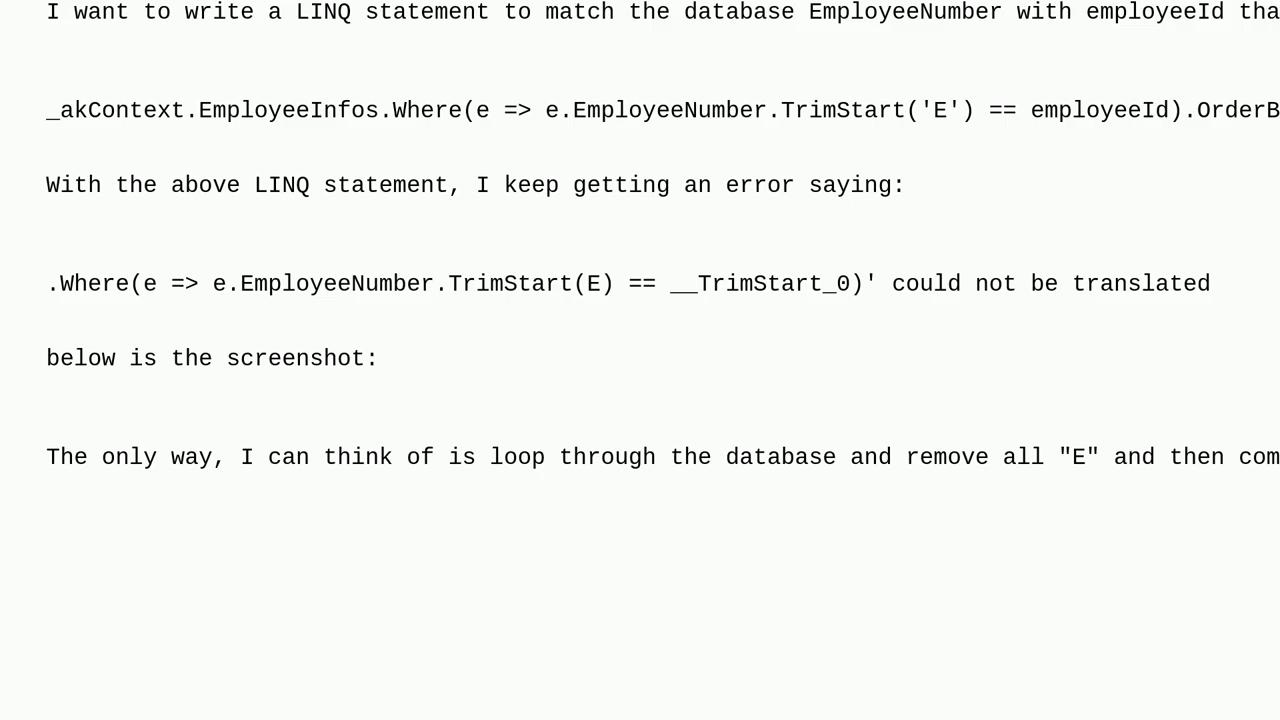 I want to write a LINQ statement to match the database EmployeeNumber with employeeId
_akContext.EmployeeInfos.Where(e => e.EmployeeNumber.TrimStart('E') == employeeId).OrderB
With the above LINQ statement, I keep getting an error saying:
.Where(e => e.EmployeeNumber.TrimStart(E) == __TrimStart_0)' could not be translated
below is the screenshot:
The only way, I can think of is loop through the database and remove all "E" and then